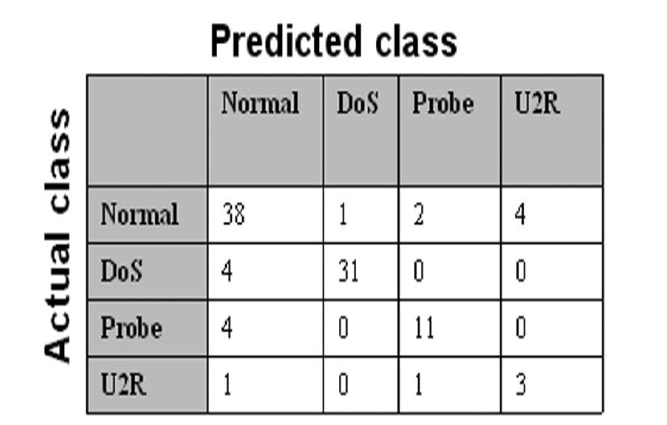 Predicted class
Actual class
Normal DoS Probe U2R
Normal 38 1 2 4
DoS 4 31 0 0
Probe 4 0 11 0
U2R 1 0 1 3